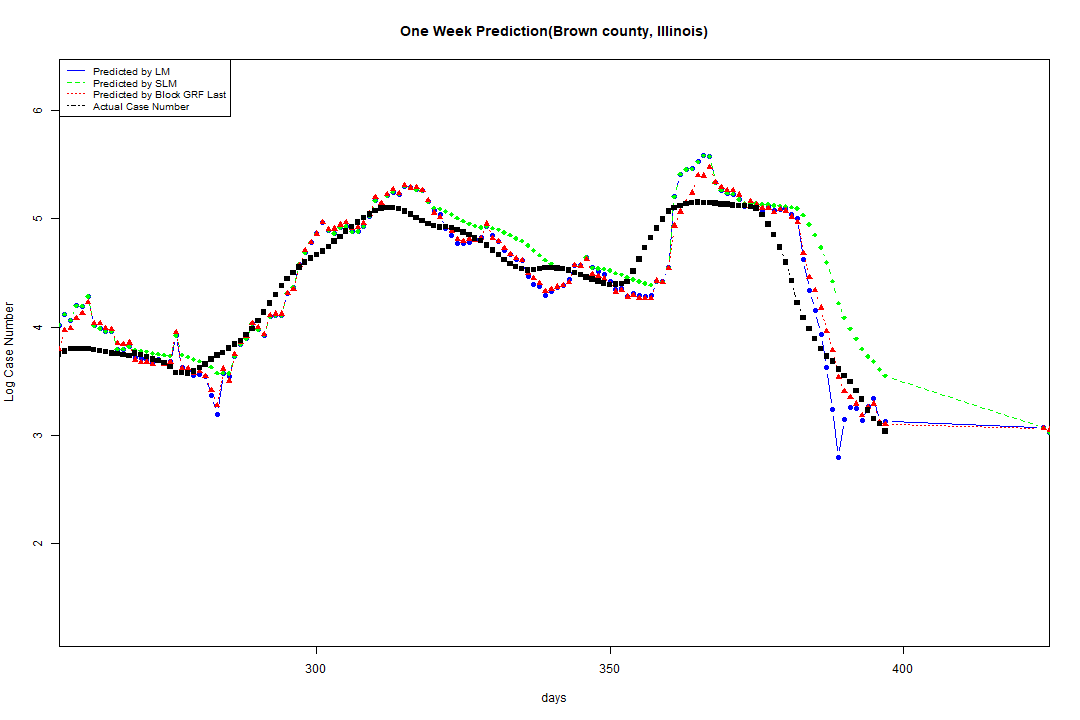 One Week Prediction(Brown county, Illinois)
Predicted by LM
Predicted by SLM
Predicted by Block GRF Last
Actual Case Number
6
5
4
3
2
Log Case Number
300
350
400
days